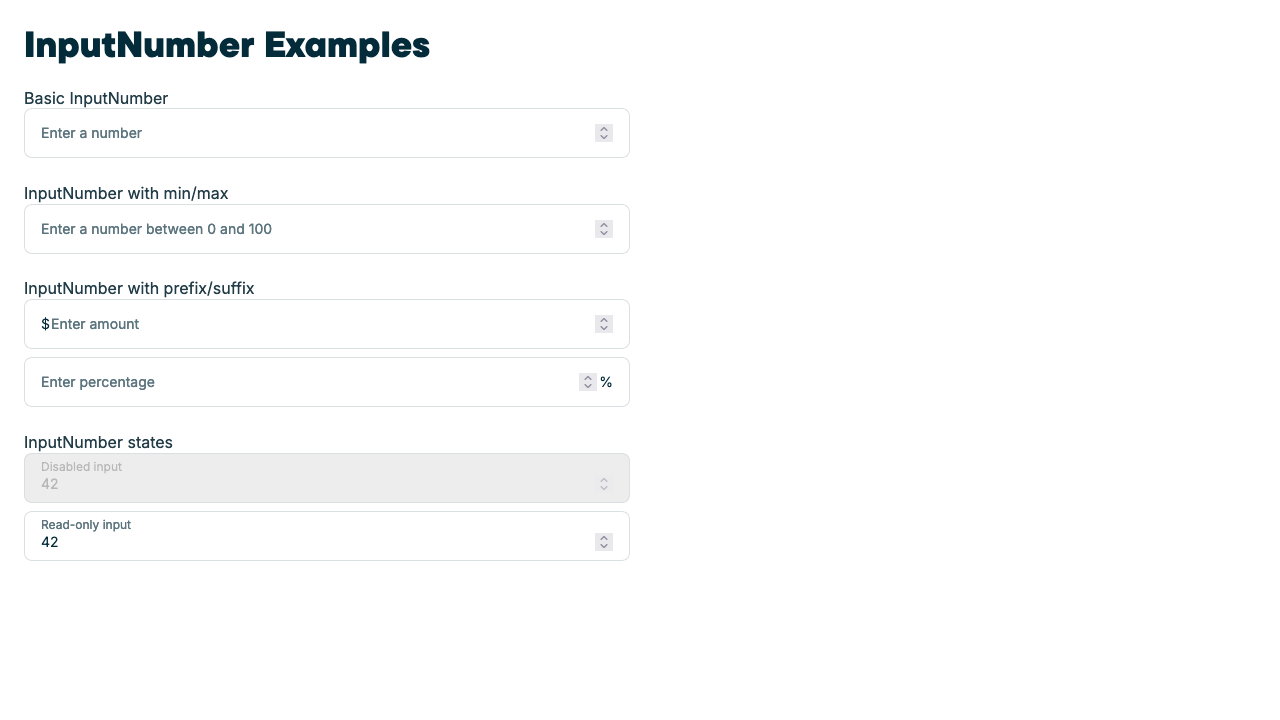 InputNumber Examples
Basic InputNumber
Enter a number
InputNumber with min/max
Enter a number between 0 and 100
InputNumber with prefix/suffix
$Enter amount
Enter percentage %
InputNumber states
Disabled input
42
Read-only input
42